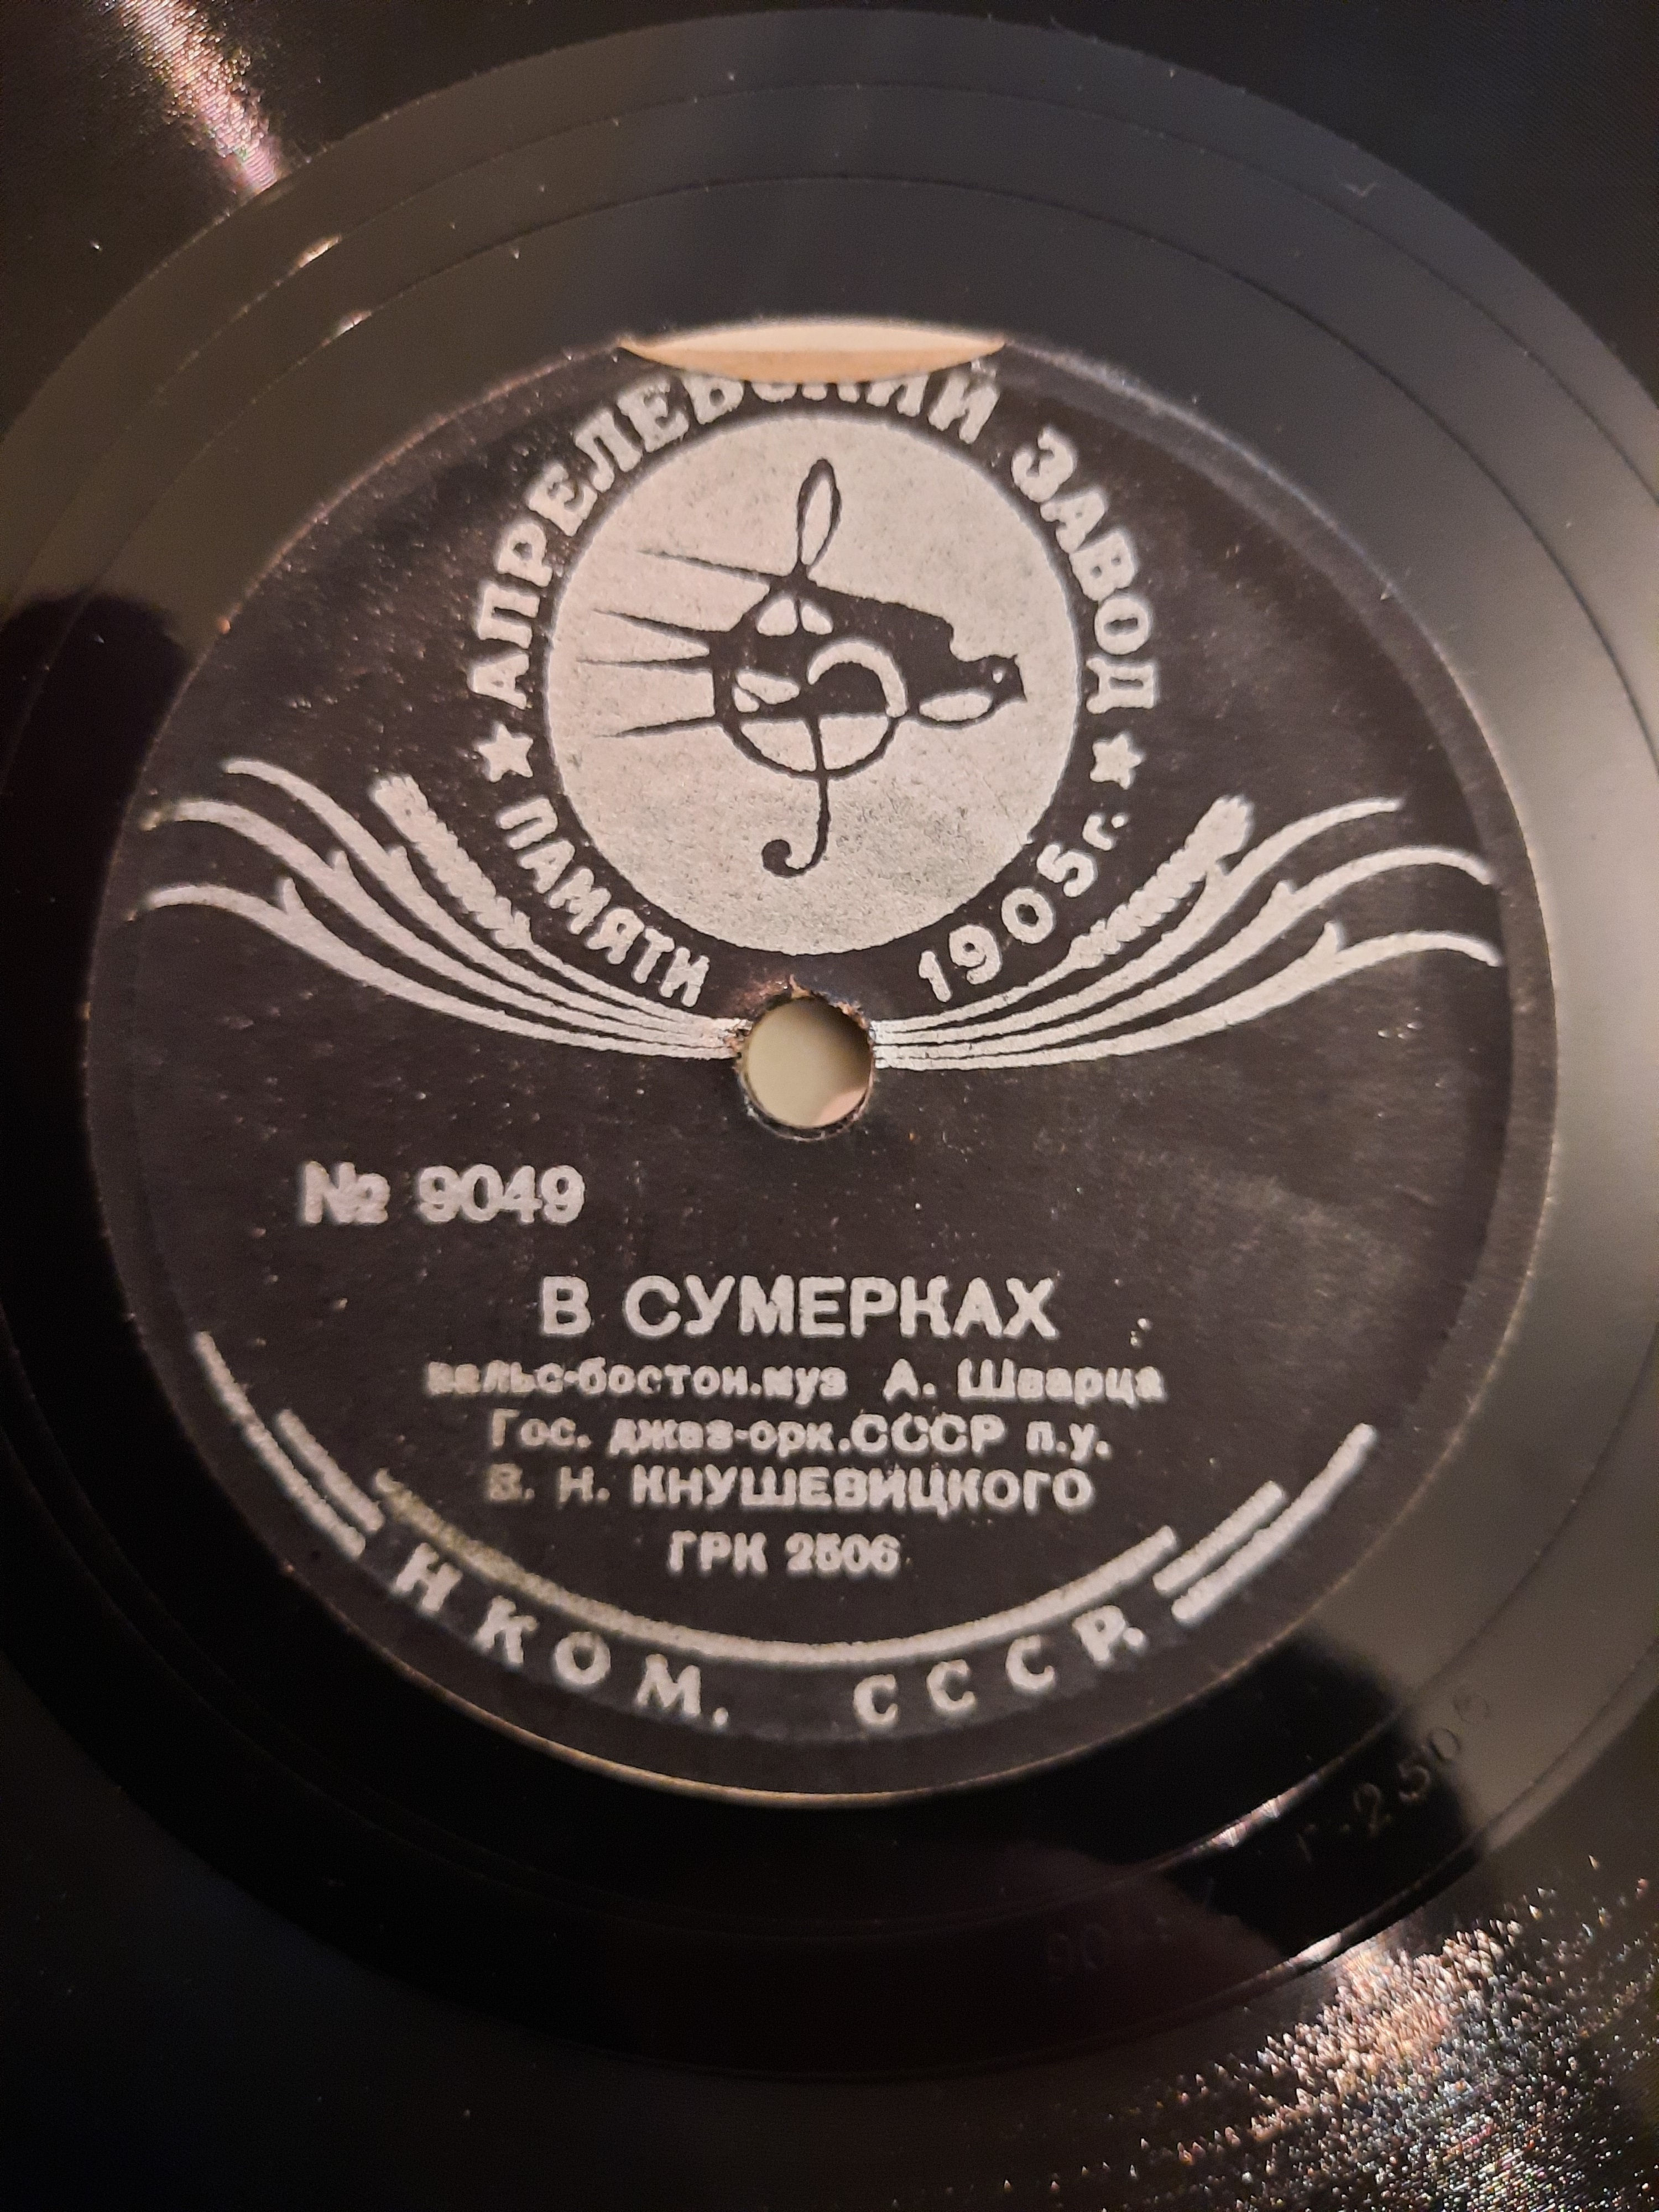 АПРЕЛЕВСКИЙ ЗАВОД
ПАМЯТИ 1905 г.
№ 9049
В СУМЕРКАХ
вальс-бостон.муз А. Шварца
Гос. джаз-орк.СССР п.у.
В. Н. КНУШЕВИЦКОГО
ГРК 2506
НКОМ. СССР.
Г-2506